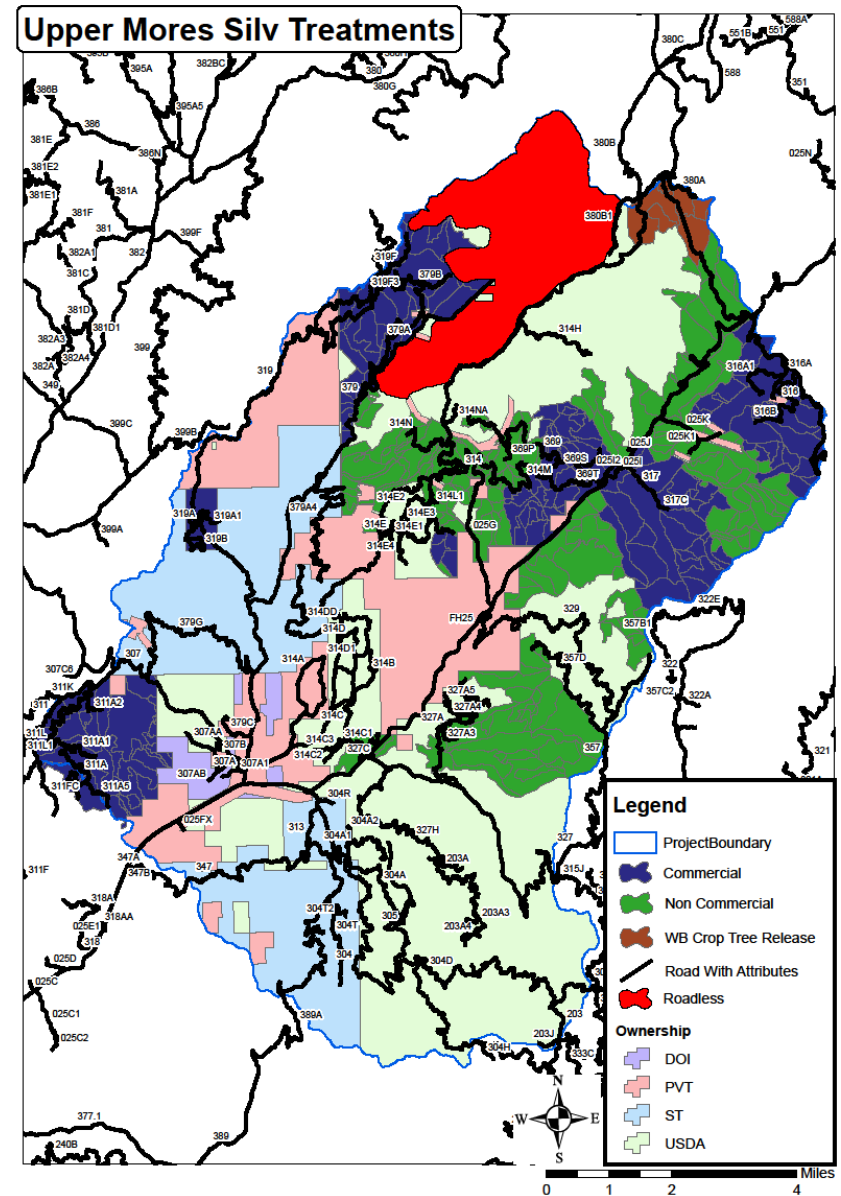 Upper Mores Silv Treatments
588A
380C
551B
551
395A
382BC
380
380G
588
351
386B
395A5
386
381E
386N
380B
025N
381E2
381E1
381A
380A
381F
381
399F
380B1
382A1
382
319F
381C
319F3
379B
381D
381D1
379A
314H
382A3
399
382A4
382A
316A1
316A
349
319
379
316
314NA
316B
399C
314N
025K
399B
369P
369
025J
025K1
314
369S
025I2
025I
314M
369T
317
314E2
314L1
317C
379A4
319A
319A1
314E3
314E
314E1
025G
399A
319B
314E4
322E
314DD
329
379G
314D
FH25
357B1
314D1
307
314A
314B
357D
307C6
322
311K
327A5
357C2
322A
311
311A2
327A4
314C
327A
379C
311L
307AA
314C1
327A3
311L1
311A1
307B
314C3
327C
357
321
311A
307A
307A1
314C2
307AB
311FC
311A5
304R
Legend
025FX
313
304A2
327H
304A1
327
ProjectBoundary
347A
203A
347
315J
Commercial
311F
347B
304A
318A
304T2
305
203A3
Non Commercial
318AA
304T
203A4
025E1
WB Crop Tree Release
318
304
304D
025D
Road With Attributes
025C
Roadless
389A
203
025C1
203J
Ownership
025C2
304H
333C
DOI
N
PVT
377.1
W
E
ST
389
240B
S
USDA
Miles
0
1
2
4